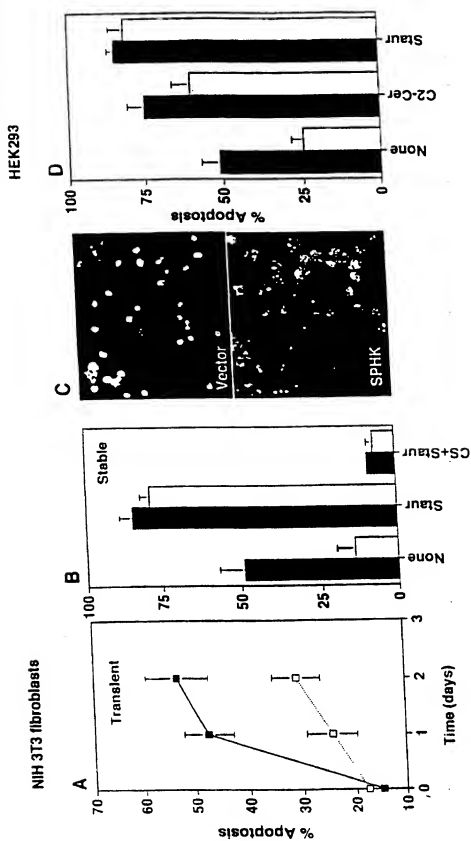 NIH 3T3 fibroblasts
A
Transient
% Apoptosis
70
60
50
40
30
20
10
0
1
2
3
Time (days)
B
Stable
100
75
50
25
0
None
Staur
CS+Staur
C
Vector
SPHK
HEK293
D
% Apoptosis
100
75
50
25
0
None
C2-Cer
Staur